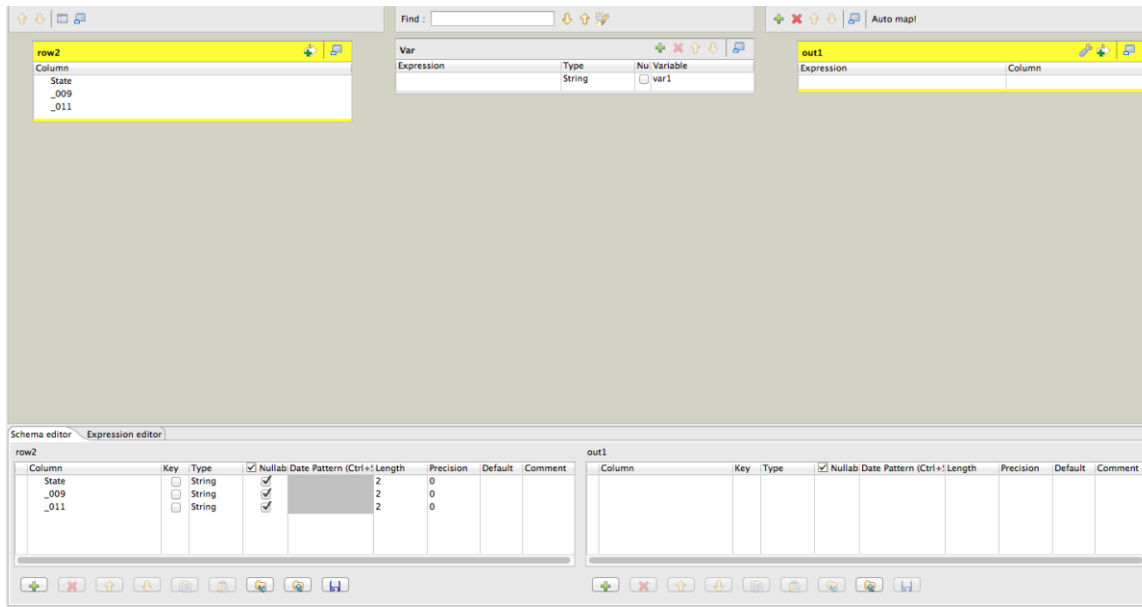 Find :
Auto map!
row2
Column
State
_009
_011
Var
Expression Type Nu Variable
String var1
out1
Expression Column
Schema editor Expression editor
row2
Column Key Type Nullab Date Pattern (Ctrl+ Length Precision Default Comment
State String 2 0
_009 String 2 0
_011 String 2 0
out1
Column Key Type Nullab Date Pattern (Ctrl+ Length Precision Default Comment